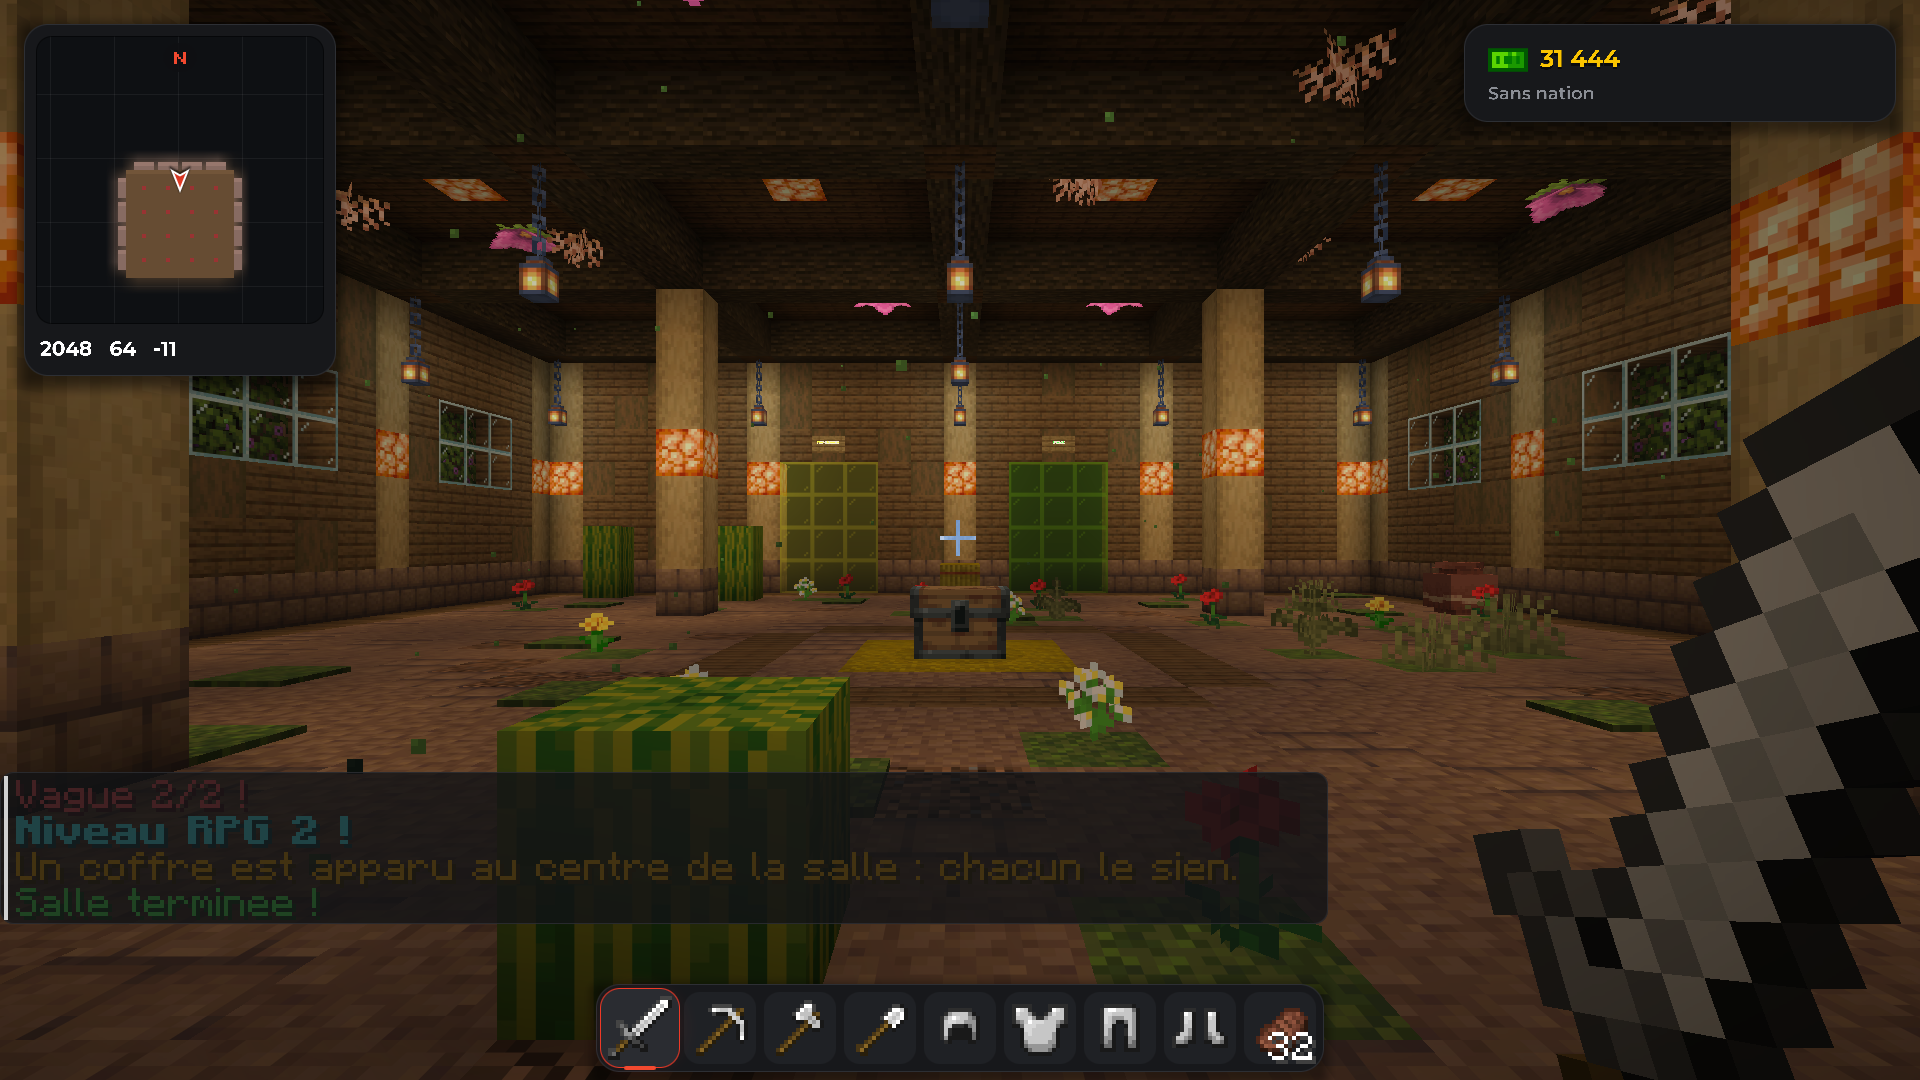 N
2048 64 -11
31 444
Sans nation
Vague 2/2 !
Niveau RPG 2 !
Un coffre est apparu au centre de la salle : chacun le sien.
Salle terminee !
32